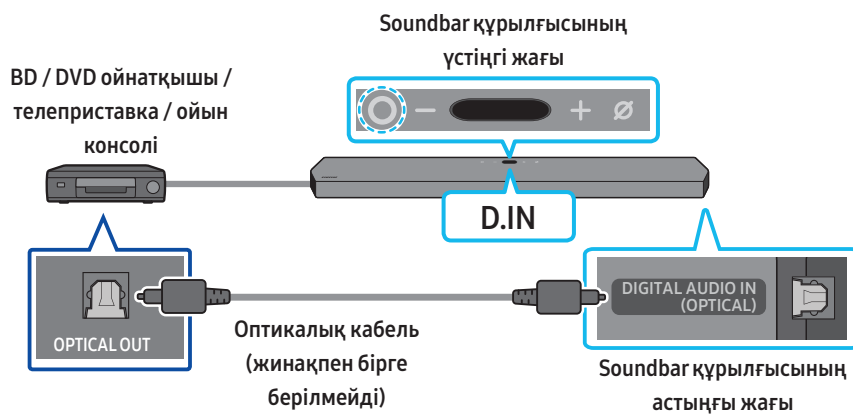 Soundbar құрылғысының
үстіңгі жағы
BD / DVD ойнатқышы /
телеприставка / ойын
консолі
D.IN
DIGITAL AUDIO IN
(OPTICAL)
OPTICAL OUT
Оптикалық кабель
(жинақпен бірге
берілмейді)
Soundbar құрылғысының
астыңғы жағы